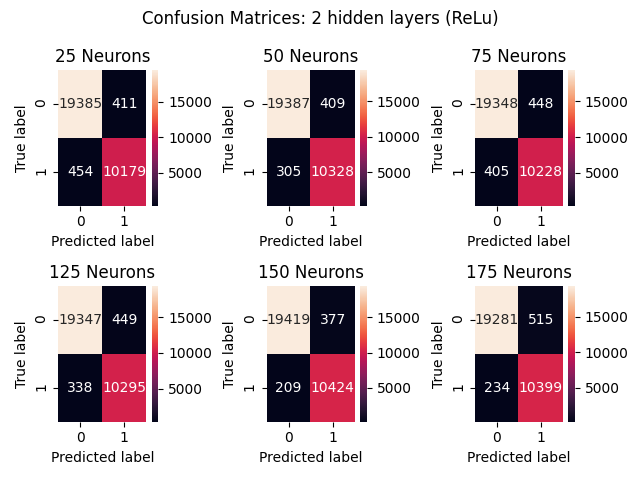 Confusion Matrices: 2 hidden layers (ReLu)
25 Neurons
True label
0
1
19385 411
454 10179
0 1
Predicted label
15000
10000
5000
50 Neurons
True label
0
1
19387 409
305 10328
0 1
Predicted label
15000
10000
5000
75 Neurons
True label
0
1
19348 448
405 10228
0 1
Predicted label
15000
10000
5000
125 Neurons
True label
0
1
19347 449
338 10295
0 1
Predicted label
15000
10000
5000
150 Neurons
True label
0
1
19419 377
209 10424
0 1
Predicted label
15000
10000
5000
175 Neurons
True label
0
1
19281 515
234 10399
0 1
Predicted label
15000
10000
5000